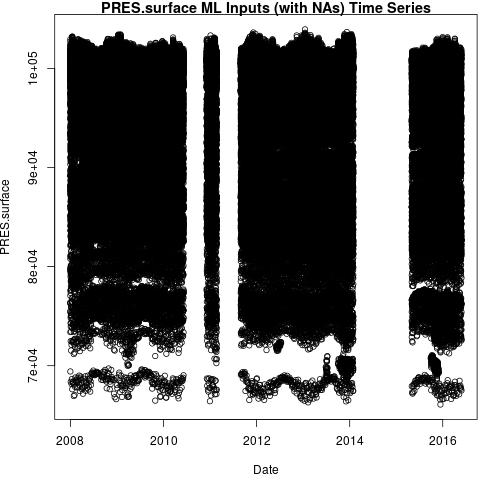 PRES.surface ML Inputs (with NAs) Time Series
PRES.surface
1e+05
9e+04
8e+04
7e+04
2008 2010 2012 2014 2016
Date